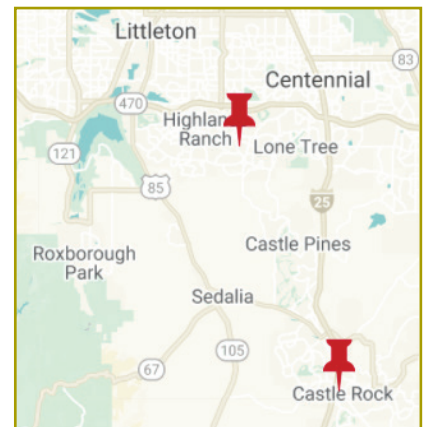 Littleton
83
Centennial
470
Highlan
Ranch
Lone Tree
121
85
25
Castle Pines
Roxborough
Park
Sedalia
105
67
Castle Rock